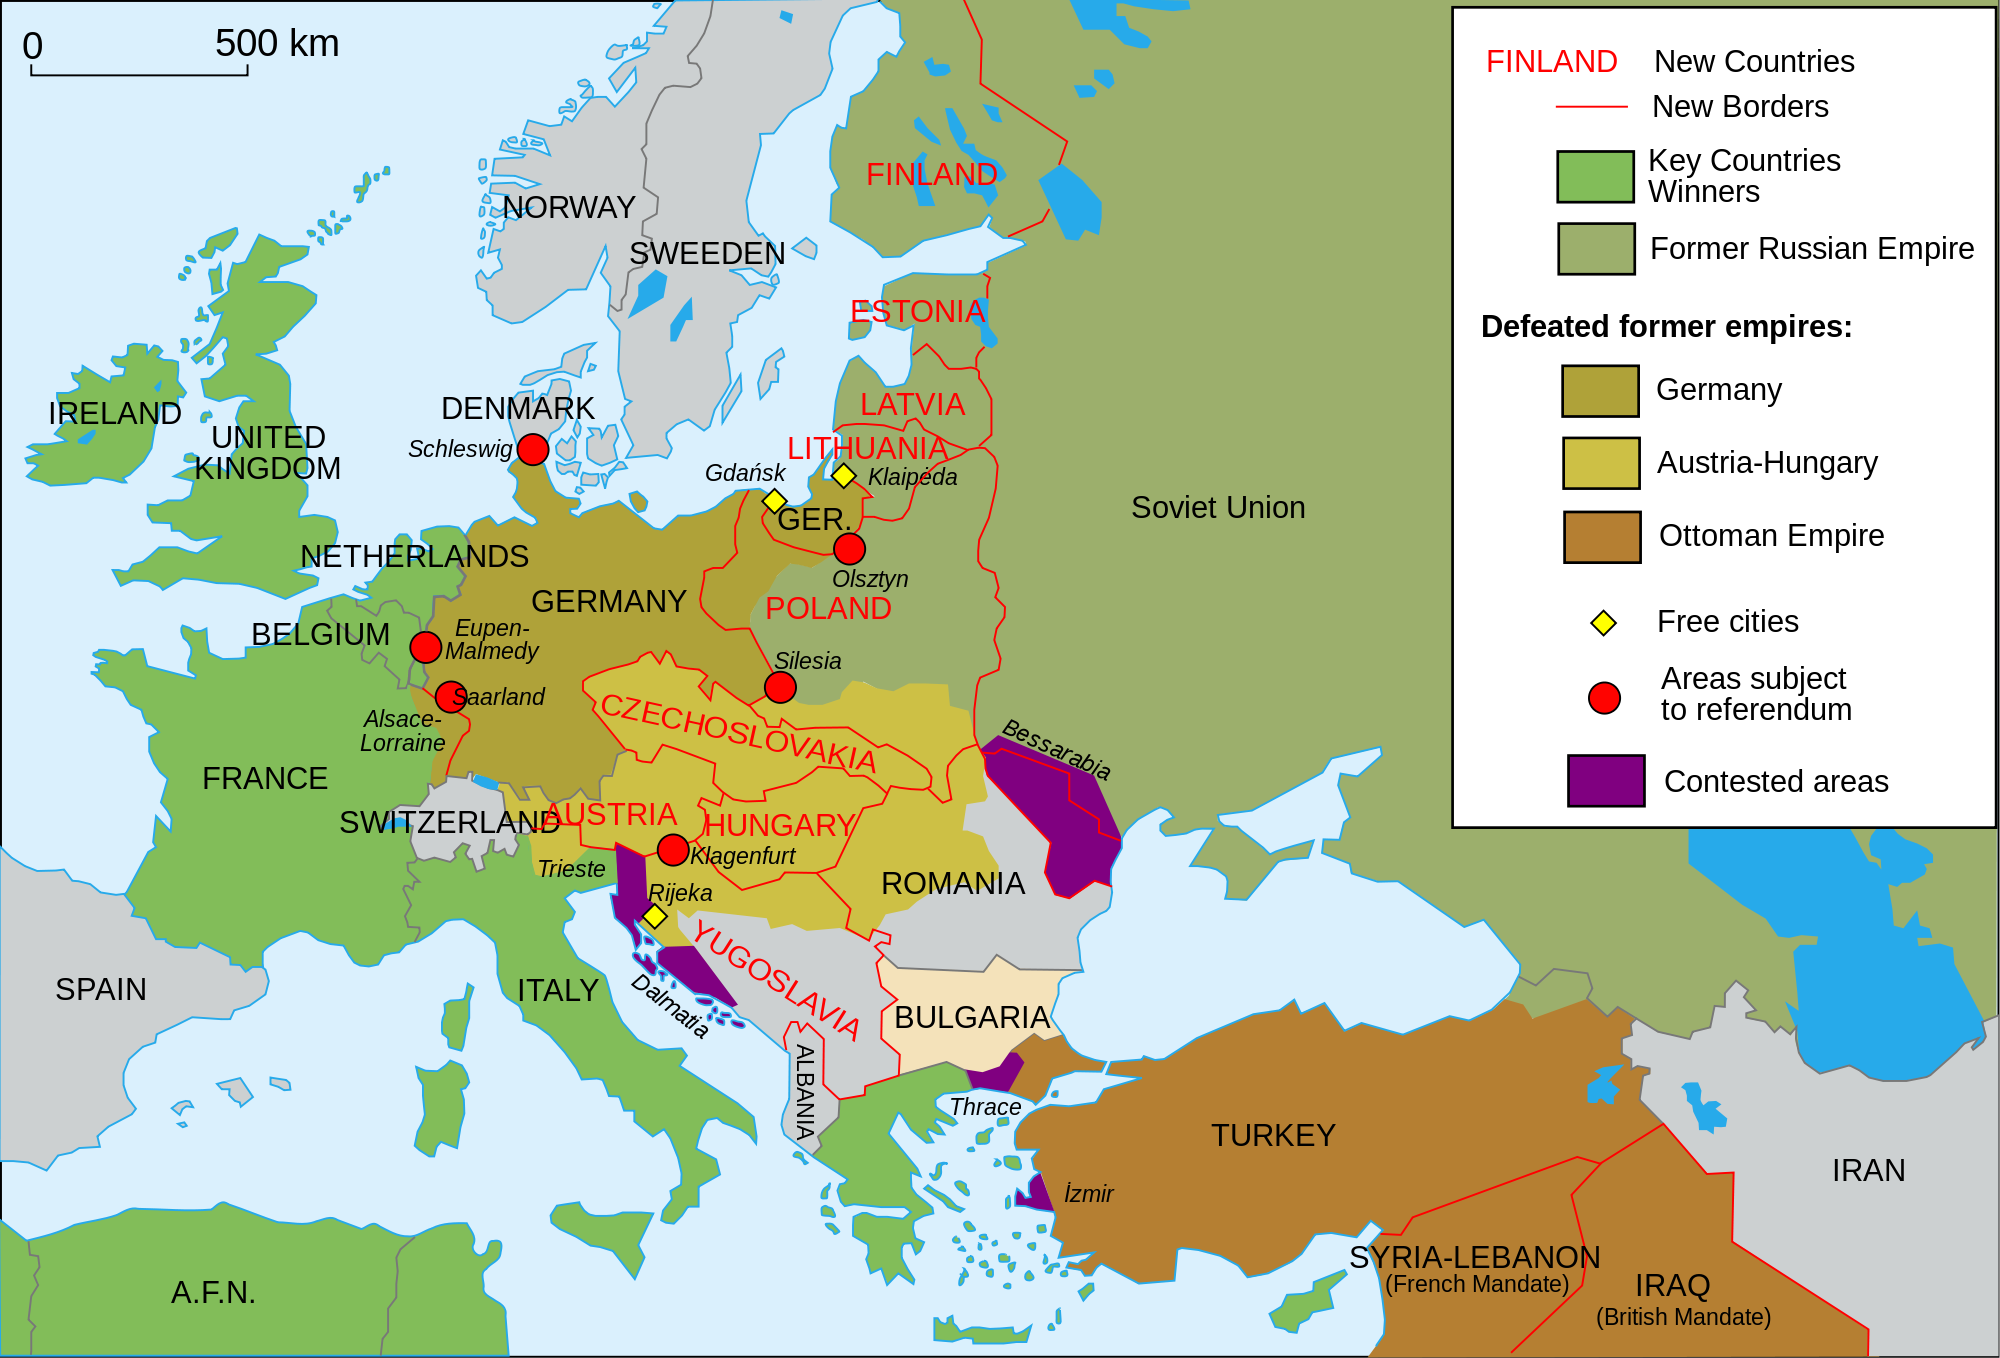 0
500 km
FINLAND
New Countries
New Borders
Key Countries
Winners
Former Russian Empire
Defeated former empires:
Germany
Austria-Hungary
Ottoman Empire
Free cities
Areas subject
to referendum
Contested areas
FINLAND
NORWAY
SWEEDEN
ESTONIA
DENMARK
LATVIA
IRELAND
UNITED
KINGDOM
Schleswig
LITHUANIA
Gdańsk
Klaipėda
GER.
Soviet Union
NETHERLANDS
Olsztyn
GERMANY
POLAND
BELGIUM
Eupen-
Malmedy
Silesia
Saarland
Alsace-
Lorraine
CZECHOSLOVAKIA
Bessarabia
FRANCE
SWITZERLAND
AUSTRIA
HUNGARY
Klagenfurt
Trieste
Rijeka
ROMANIA
YUGOSLAVIA
SPAIN
ITALY
Dalmatia
BULGARIA
ALBANIA
Thrace
TURKEY
IRAN
İzmir
SYRIA-LEBANON
(French Mandate)
IRAQ
(British Mandate)
A.F.N.